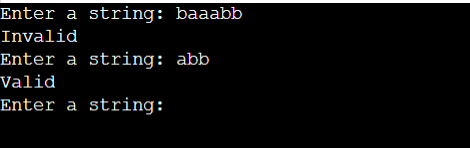 Enter a string: baaabb
Invalid
Enter a string: abb
Valid
Enter a string: